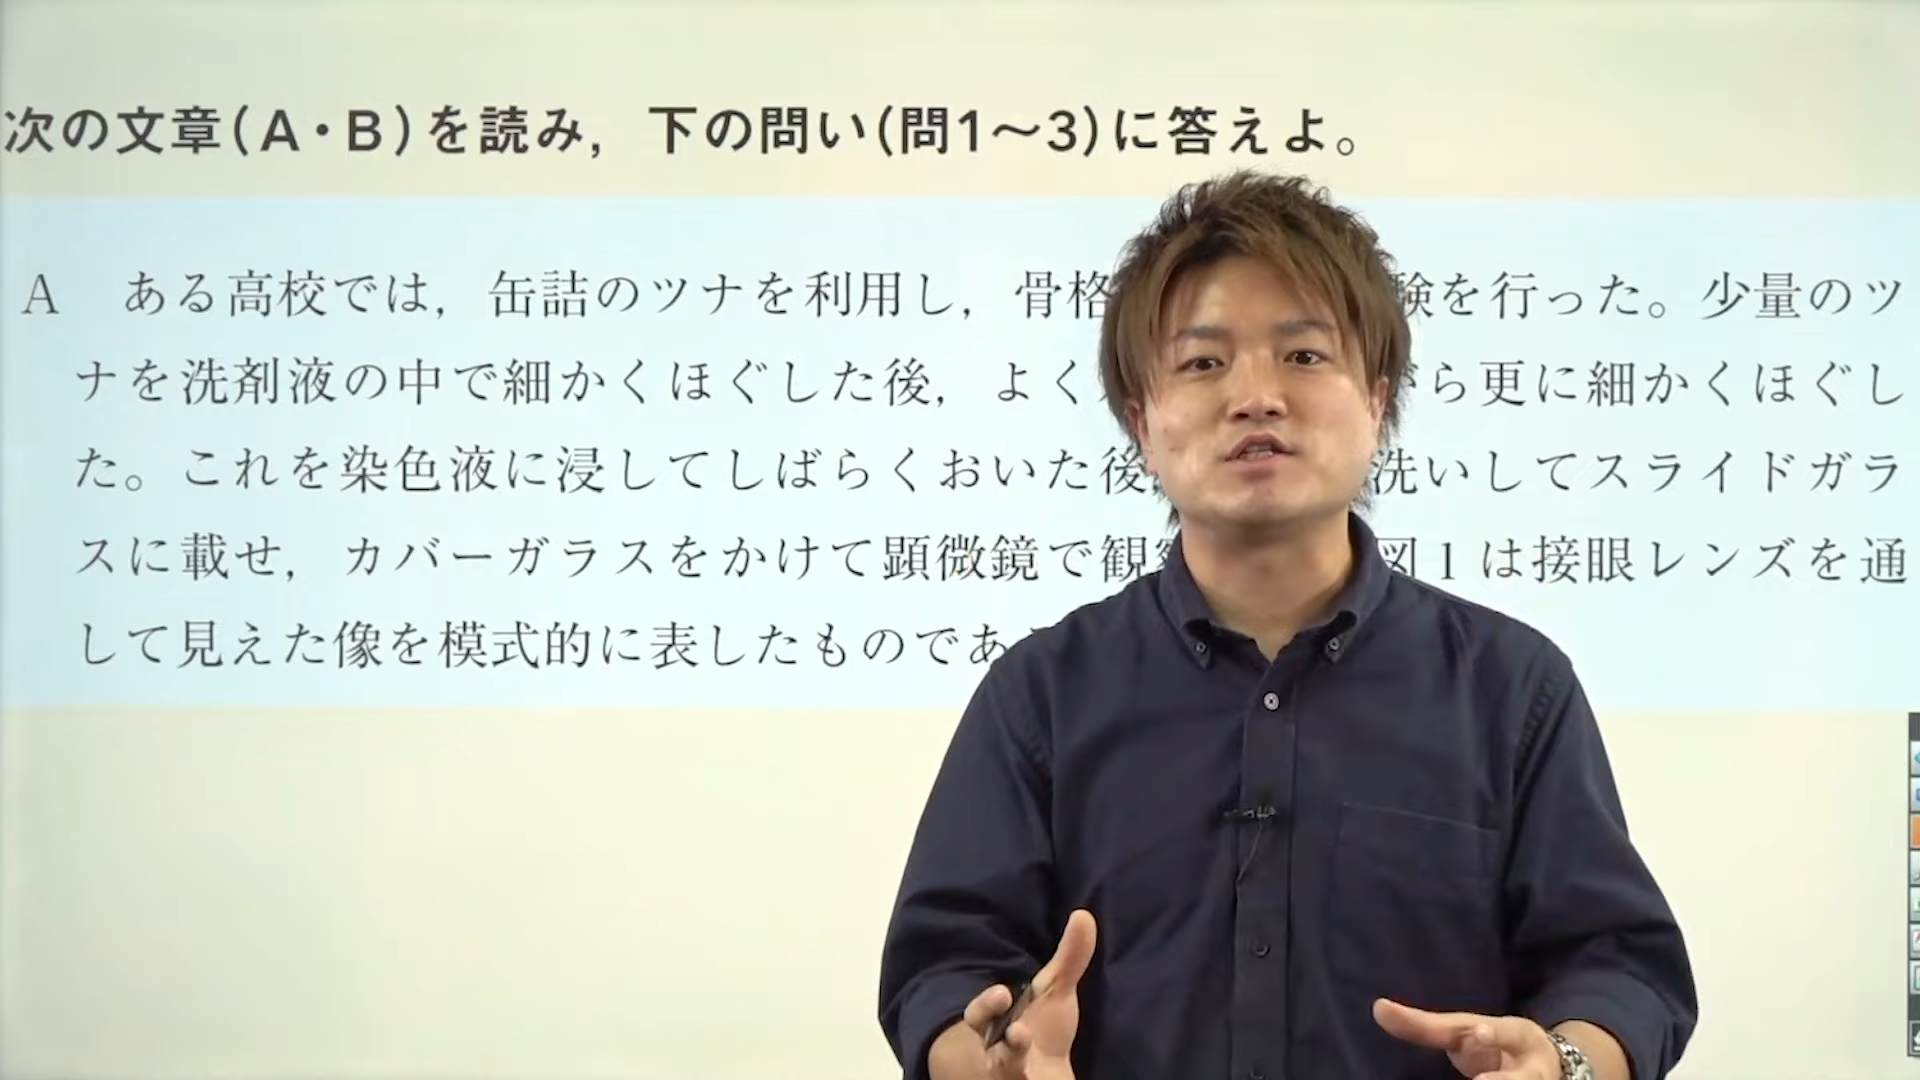 次の文章(A・B)を読み，下の問い(問1～3)に答えよ。
A ある高校では，缶詰のツナを利用し，骨格 験を行った。少量のツ
ナを洗剤液の中で細かくほぐした後，よく ら更に細かくほぐし
た。これを染色液に浸してしばらくおいた後 洗いしてスライドガラ
スに載せ，カバーガラスをかけて顕微鏡で観 図1は接眼レンズを通
して見えた像を模式的に表したものであ